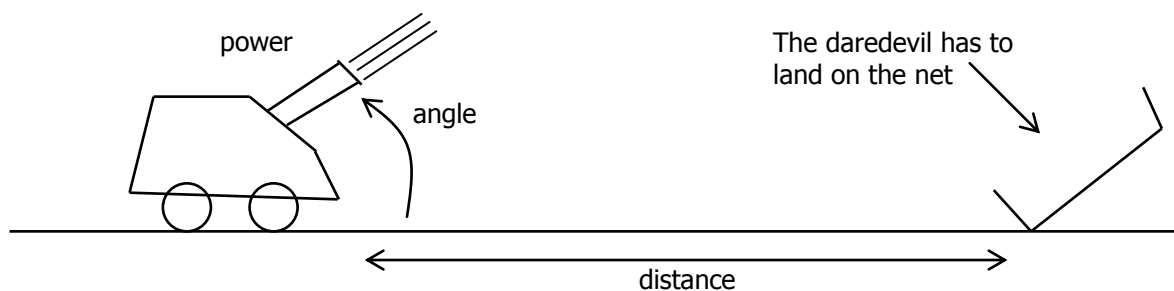 power
The daredevil has to
land on the net
angle
distance